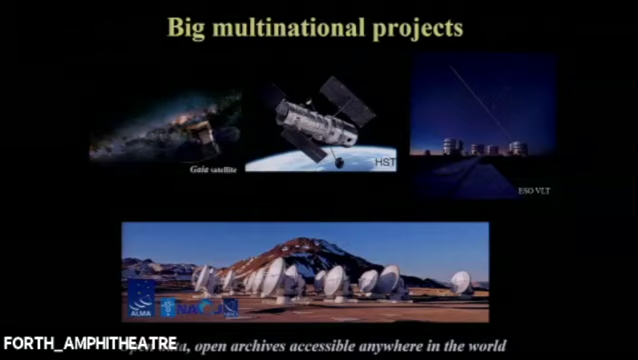 Big multinational projects
HST
Gaia satellite
ESO VLT
ALMA
FORTH_AMPHITHEATRE
open archives accessible anywhere in the world